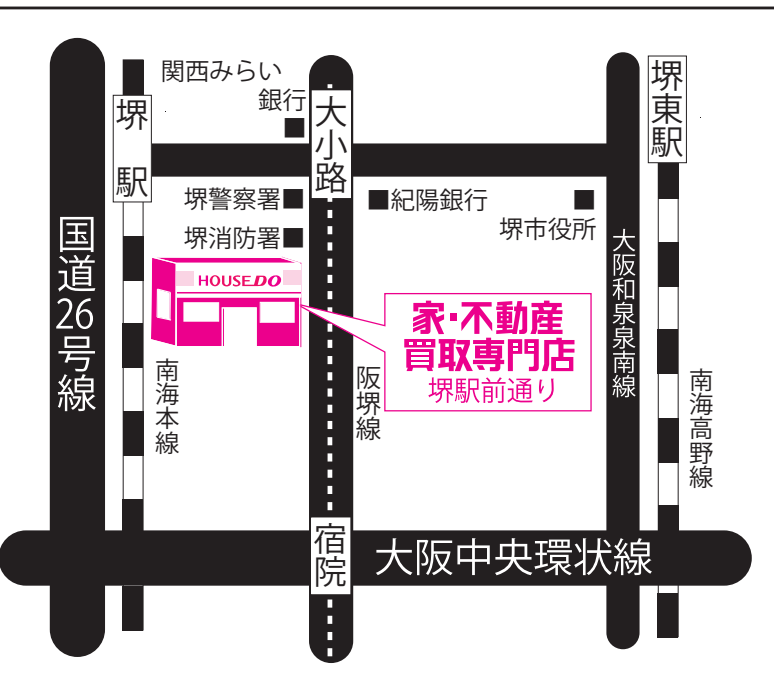 関西みらい
銀行
堺駅
大小路
堺東駅
堺警察署
紀陽銀行
堺市役所
堺消防署
国道26号線
HOUSEDO
家・不動産
買取専門店
堺駅前通り
大阪和泉泉南線
南海本線
阪堺線
南海高野線
宿院
大阪中央環状線